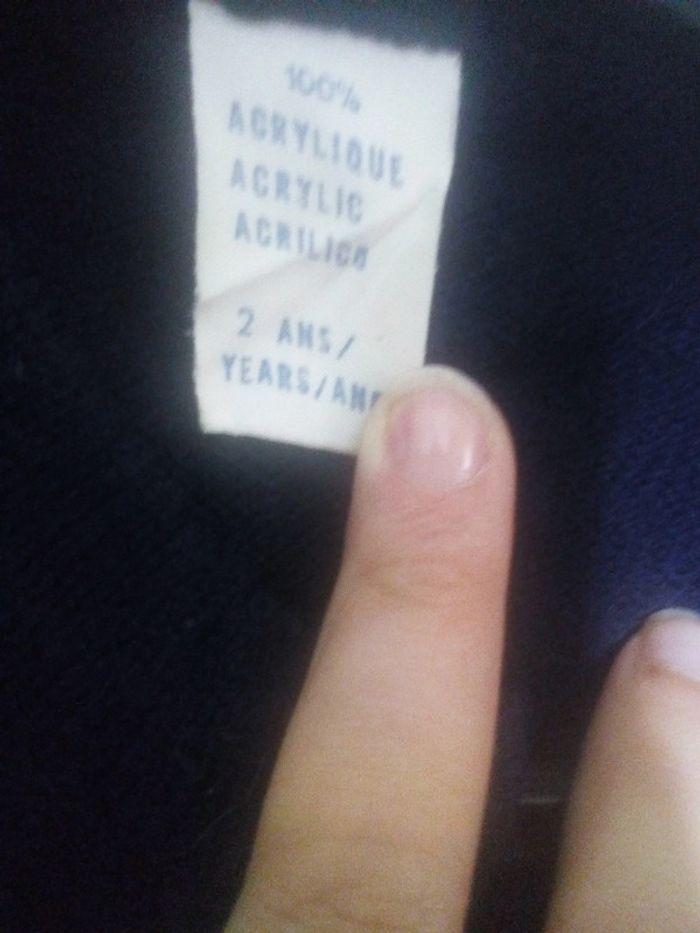 100%
ACRYLIQUE
ACRYLIC
ACRILICO
2 ANS/
YEARS/